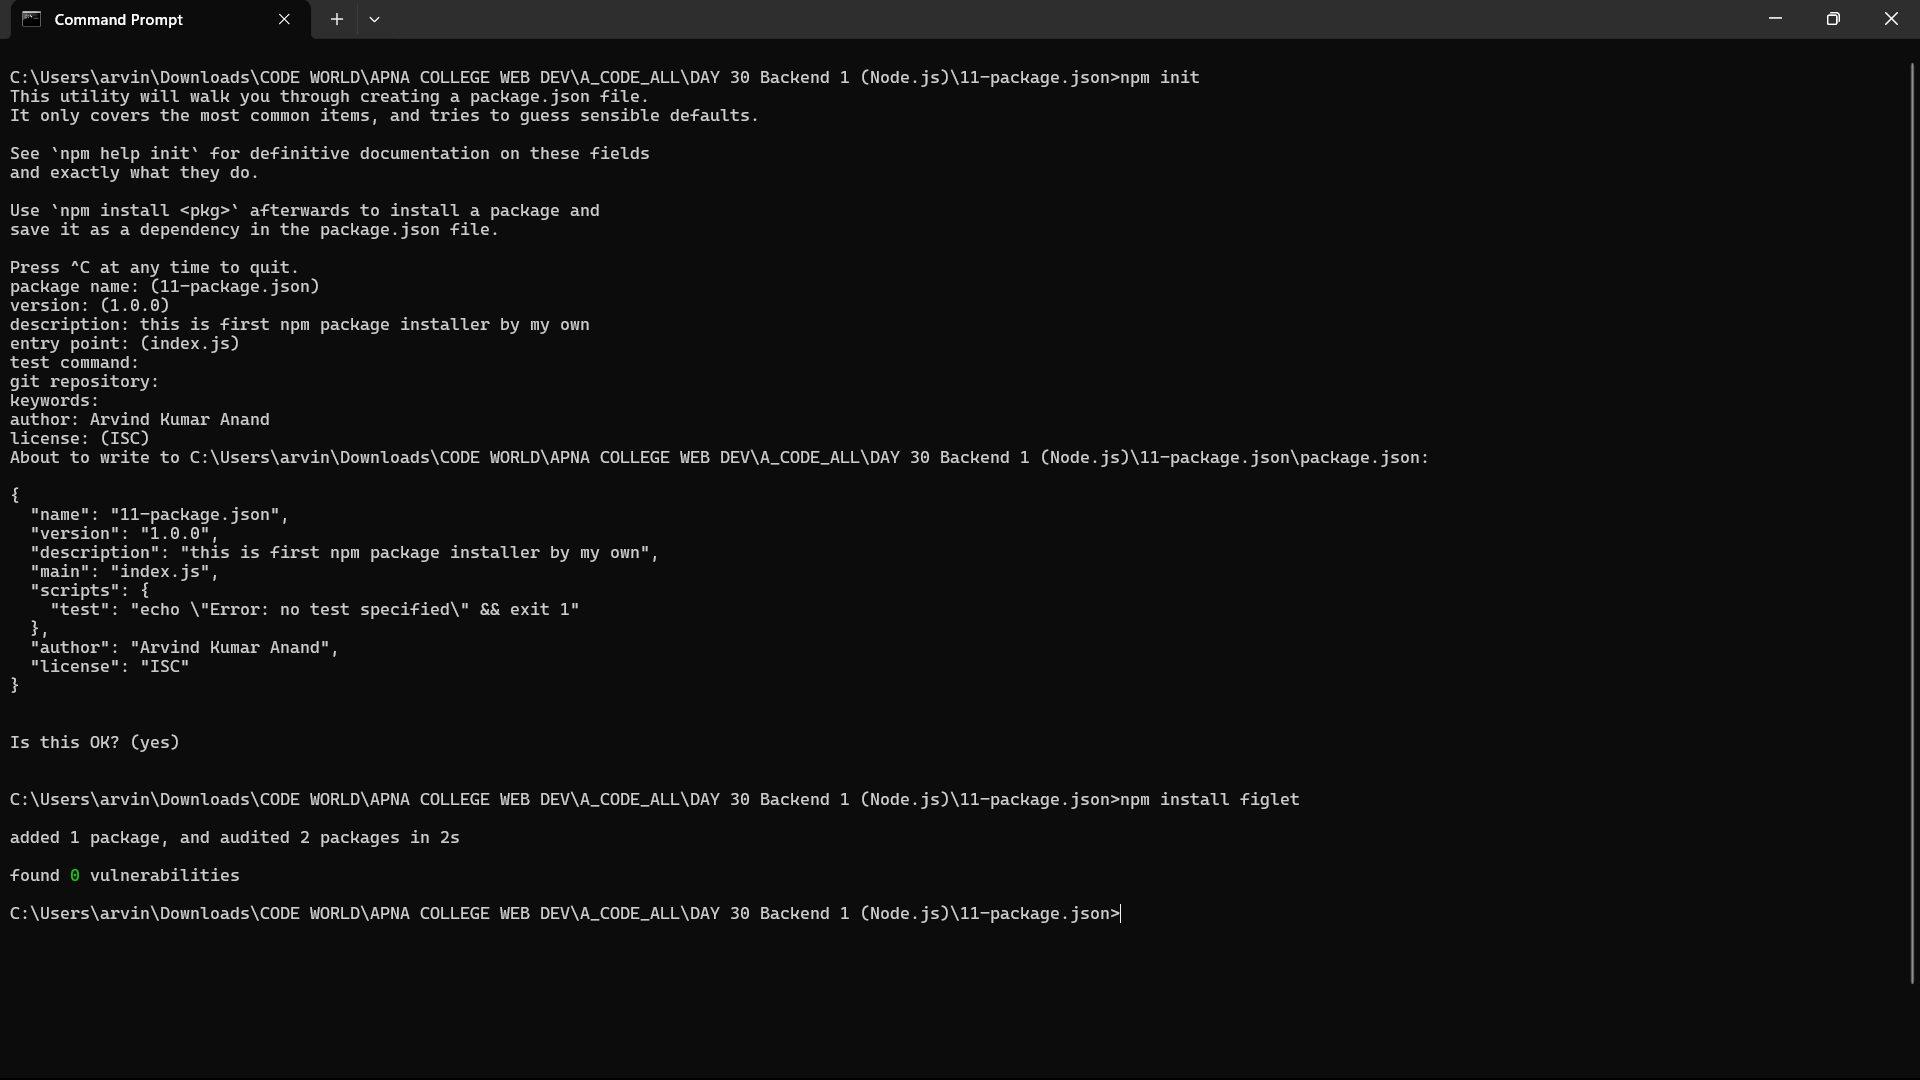 Command Prompt
C:\Users\arvin\Downloads\CODE WORLD\APNA COLLEGE WEB DEV\A_CODE_ALL\DAY 30 Backend 1 (Node.js)\11-package.json>npm init
This utility will walk you through creating a package.json file.
It only covers the most common items, and tries to guess sensible defaults.

See `npm help init` for definitive documentation on these fields
and exactly what they do.

Use `npm install <pkg>` afterwards to install a package and
save it as a dependency in the package.json file.

Press ^C at any time to quit.
package name: (11-package.json)
version: (1.0.0)
description: this is first npm package installer by my own
entry point: (index.js)
test command:
git repository:
keywords:
author: Arvind Kumar Anand
license: (ISC)
About to write to C:\Users\arvin\Downloads\CODE WORLD\APNA COLLEGE WEB DEV\A_CODE_ALL\DAY 30 Backend 1 (Node.js)\11-package.json\package.json:

{
  "name": "11-package.json",
  "version": "1.0.0",
  "description": "this is first npm package installer by my own",
  "main": "index.js",
  "scripts": {
    "test": "echo \"Error: no test specified\" && exit 1"
  },
  "author": "Arvind Kumar Anand",
  "license": "ISC"
}

Is this OK? (yes)

C:\Users\arvin\Downloads\CODE WORLD\APNA COLLEGE WEB DEV\A_CODE_ALL\DAY 30 Backend 1 (Node.js)\11-package.json>npm install figlet

added 1 package, and audited 2 packages in 2s

found 0 vulnerabilities

C:\Users\arvin\Downloads\CODE WORLD\APNA COLLEGE WEB DEV\A_CODE_ALL\DAY 30 Backend 1 (Node.js)\11-package.json>